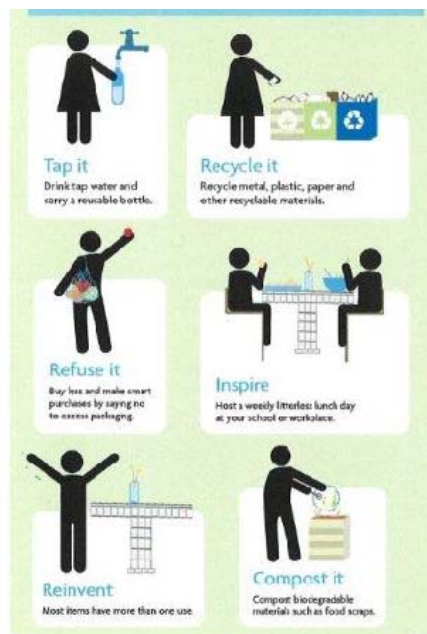 Tap it
Drink tap water and
carry a reusable bottle.
Recycle it
Recycle metal, plastic, paper and
other recyclable materials.
Refuse it
Buy less and make smart
purchases by saying no
to excess packaging.
Inspire
Host a weekly litterless lunch day
at your school or workplace.
Reinvent
Most items have more than one use
Compost it
Compost biodegradable
materials such as food scraps.